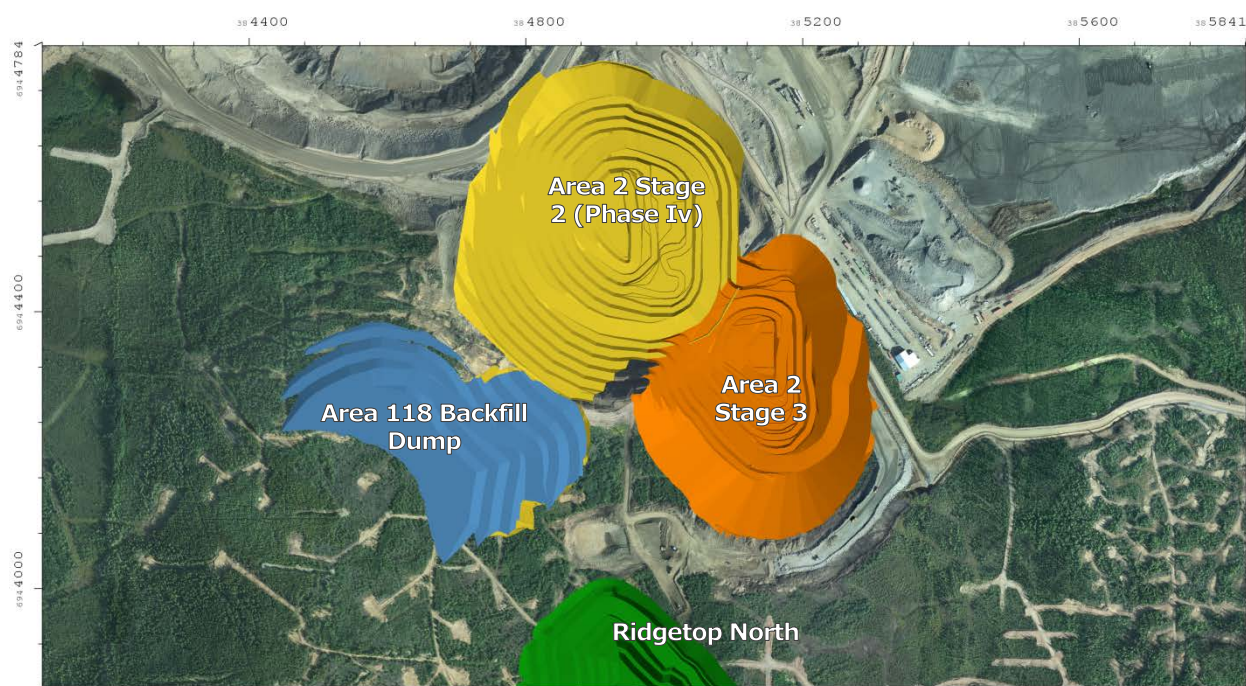 384400 384800 385200 385600 385841
6944784
Area 2 Stage
2 (Phase Iv)
6944400
Area 2
Stage 3
Area 118 Backfill
Dump
6944000
Ridgetop North